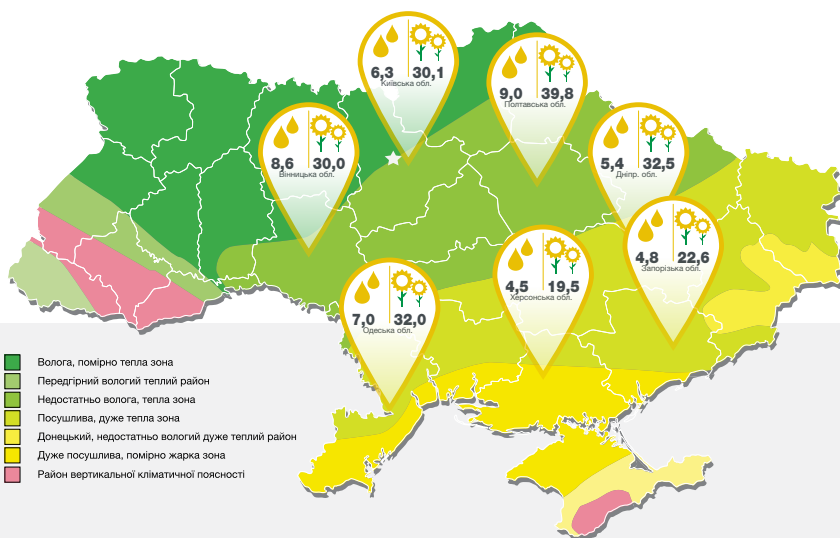 6,3 30,1
Київська обл.
9,0 39,8
Полтавська обл.
8,6 30,0
Вінницька обл.
5,4 32,5
Дніпр. обл.
4,8 22,6
Запорізька обл.
4,5 19,5
Херсонська обл.
7,0 32,0
Одеська обл.
Волога, помірно тепла зона
Передгірний вологий теплий район
Недостатньо волога, тепла зона
Посушлива, дуже тепла зона
Донецький, недостатньо вологий дуже теплий район
Дуже посушлива, помірно жарка зона
Район вертикальної кліматичної поясності